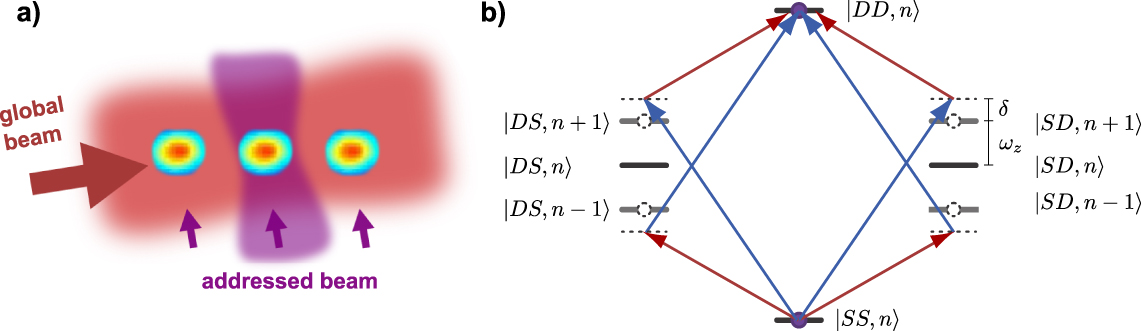 a)
global
beam
addressed beam
b)
|DD, n⟩
|DS, n + 1⟩
|DS, n⟩
|DS, n − 1⟩
δ
ω_z
|SD, n + 1⟩
|SD, n⟩
|SD, n − 1⟩
|SS, n⟩